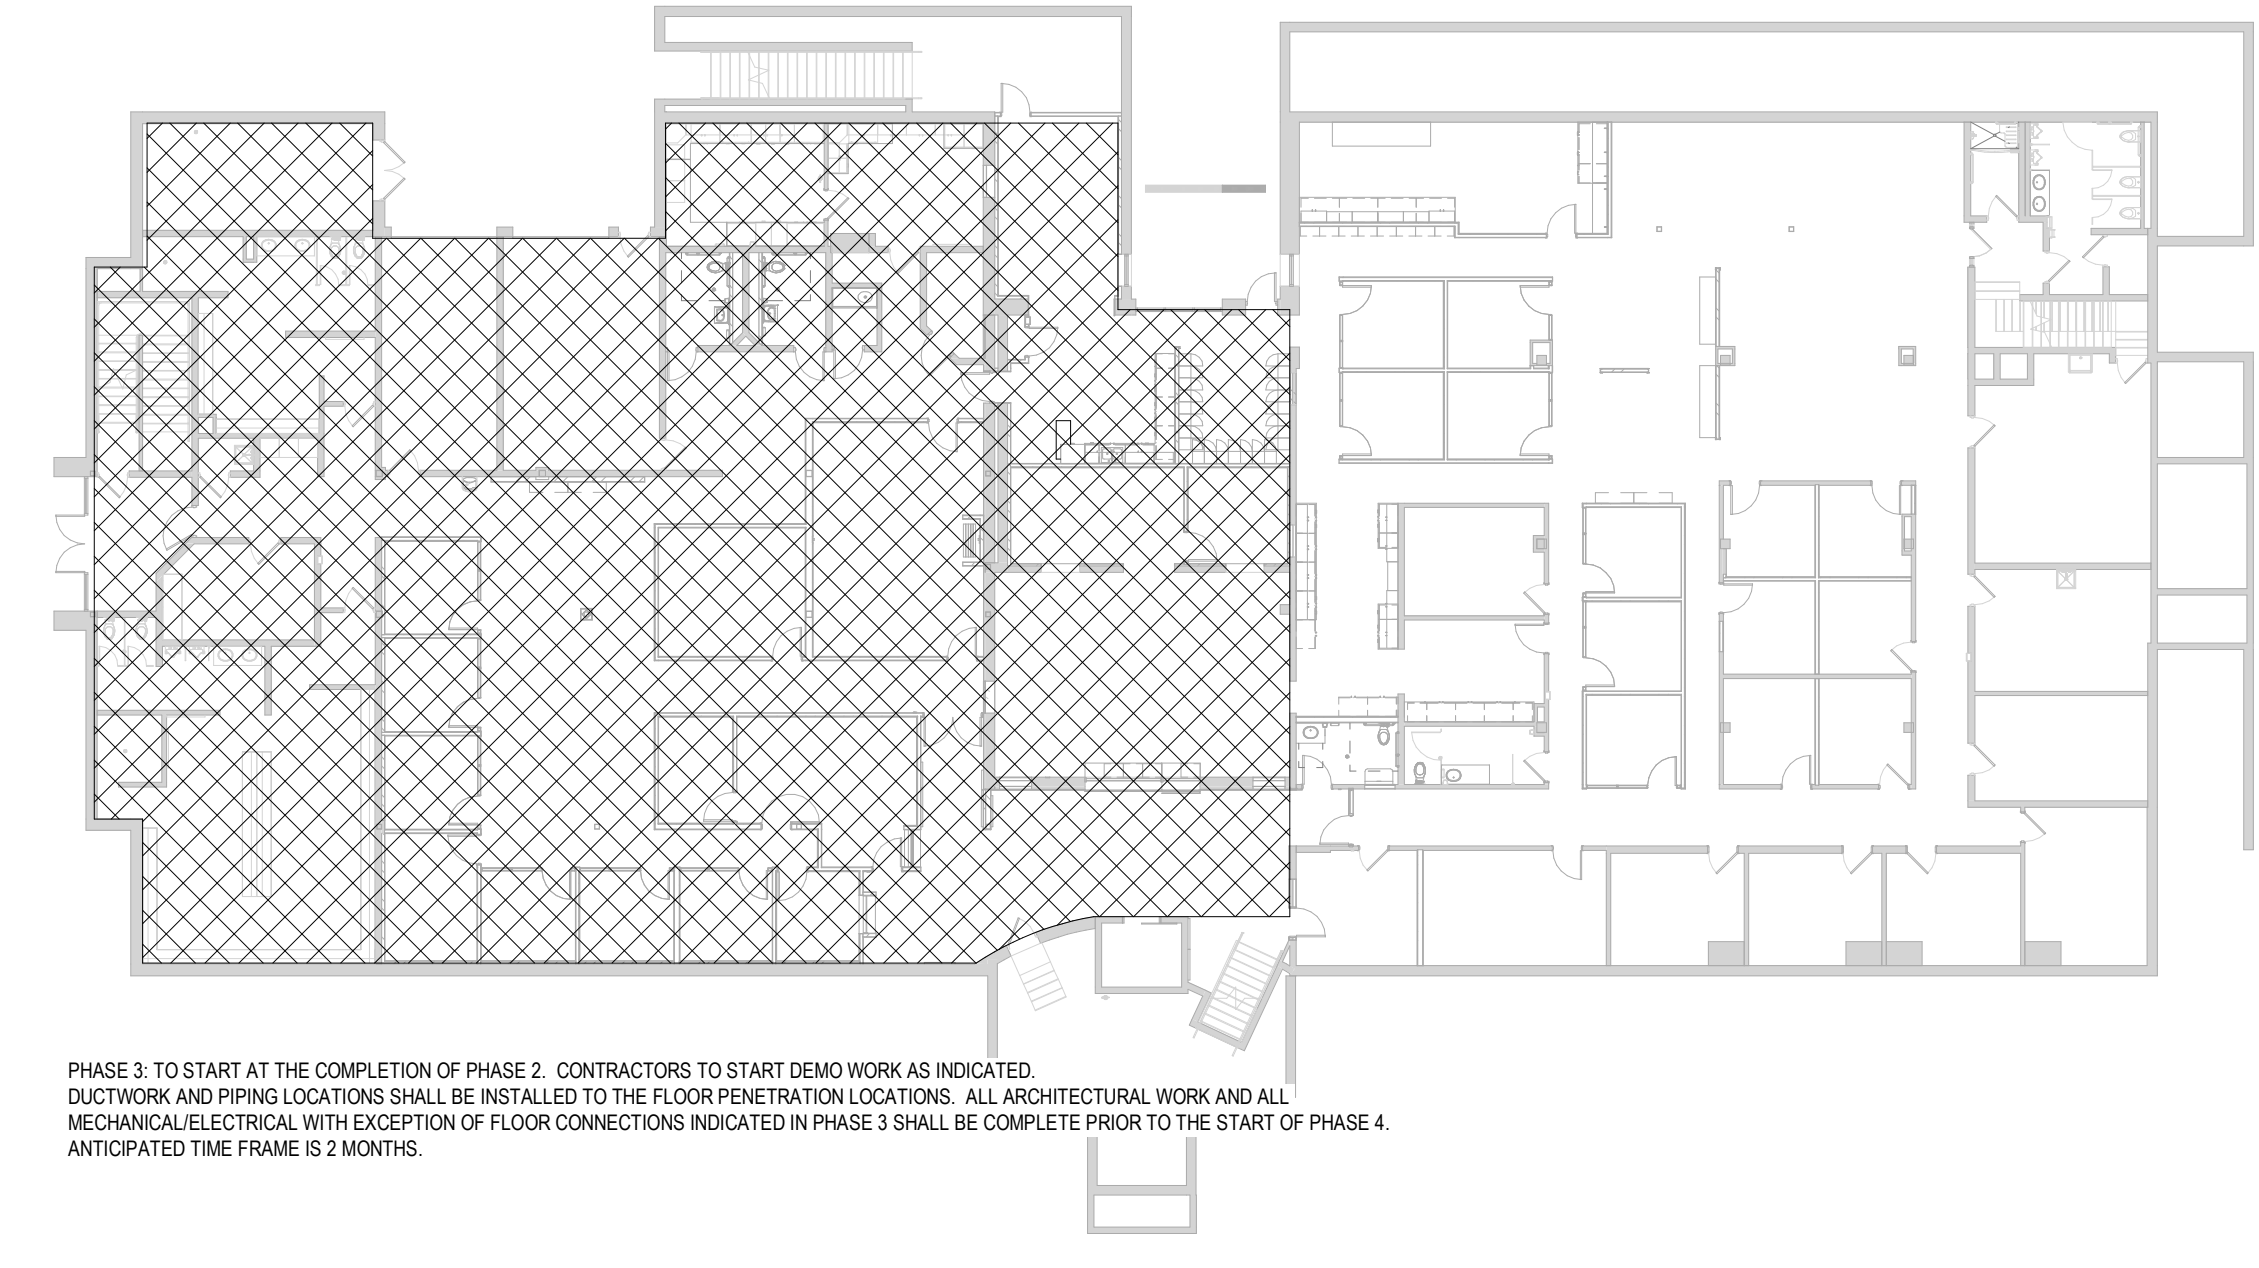 PHASE 3: TO START AT THE COMPLETION OF PHASE 2.  CONTRACTORS TO START DEMO WORK AS INDICATED.
DUCTWORK AND PIPING LOCATIONS SHALL BE INSTALLED TO THE FLOOR PENETRATION LOCATIONS.  ALL ARCHITECTURAL WORK AND ALL
MECHANICAL/ELECTRICAL WITH EXCEPTION OF FLOOR CONNECTIONS INDICATED IN PHASE 3 SHALL BE COMPLETE PRIOR TO THE START OF PHASE 4.
ANTICIPATED TIME FRAME IS 2 MONTHS.